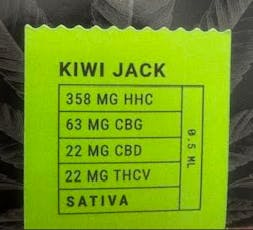 KIWI JACK
358 MG HHC
63 MG CBG
22 MG CBD
22 MG THCV
SATIVA
0.5 ML